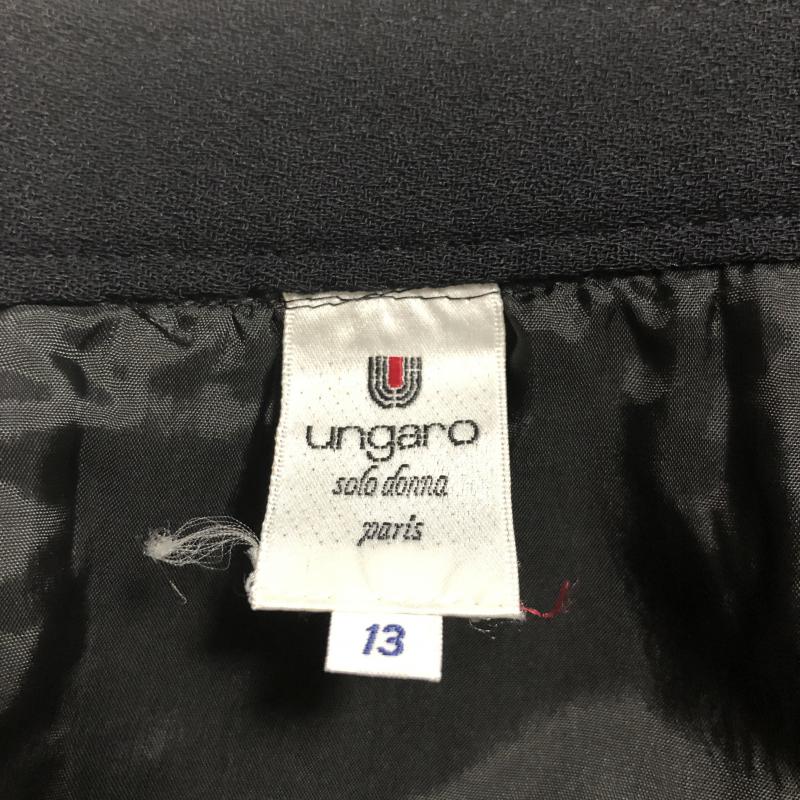 ungaro
solo donna
paris
13